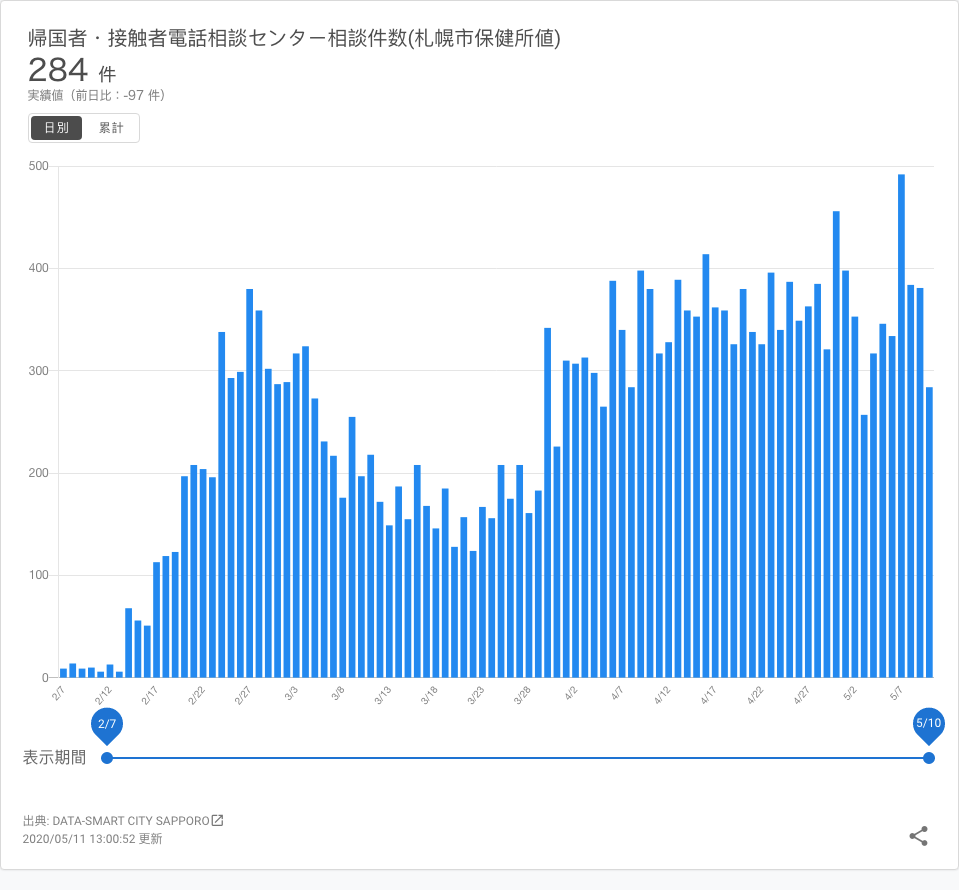 帰国者・接触者電話相談センター相談件数(札幌市保健所値)
284 件
実績値（前日比：-97 件）
日別 累計
500
400
300
200
100
0
2/7 2/12 2/17 2/22 2/27 3/3 3/8 3/13 3/18 3/23 3/28 4/2 4/7 4/12 4/17 4/22 4/27 5/2 5/7
2/7 5/10
表示期間
出典: DATA-SMART CITY SAPPORO
2020/05/11 13:00:52 更新